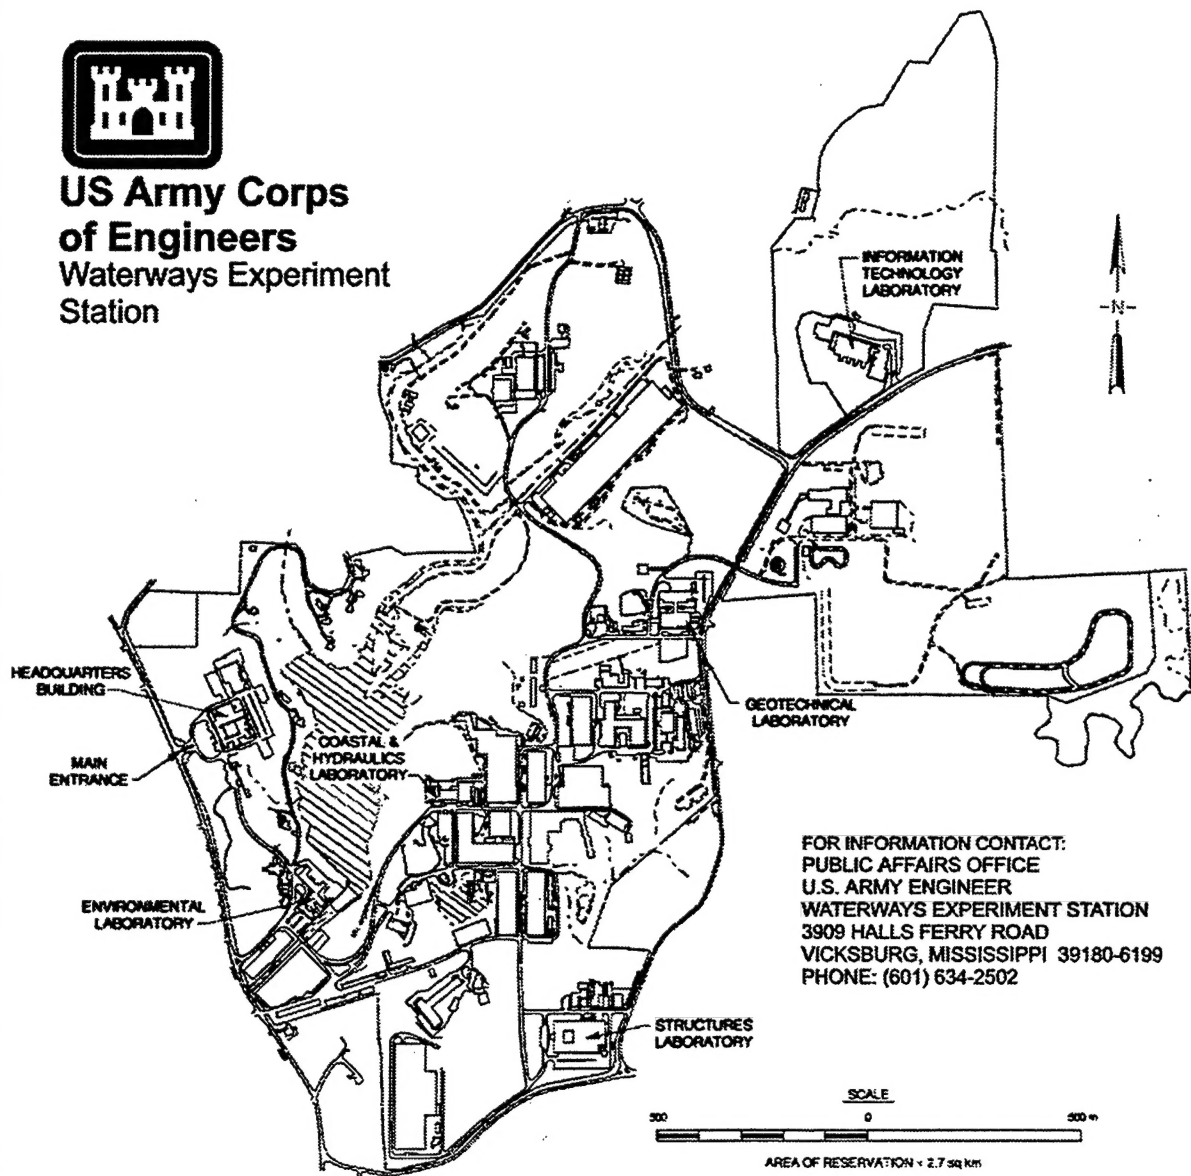 US Army Corps
of Engineers
Waterways Experiment
Station
INFORMATION
TECHNOLOGY
LABORATORY
N
HEADQUARTERS
BUILDING
MAIN
ENTRANCE
COASTAL &
HYDRAULICS
LABORATORY
GEOTECHNICAL
LABORATORY
ENVIRONMENTAL
LABORATORY
STRUCTURES
LABORATORY
FOR INFORMATION CONTACT:
PUBLIC AFFAIRS OFFICE
U.S. ARMY ENGINEER
WATERWAYS EXPERIMENT STATION
3909 HALLS FERRY ROAD
VICKSBURG, MISSISSIPPI 39180-6199
PHONE: (601) 634-2502
SCALE
500 0 500 m
AREA OF RESERVATION = 2.7 sq km